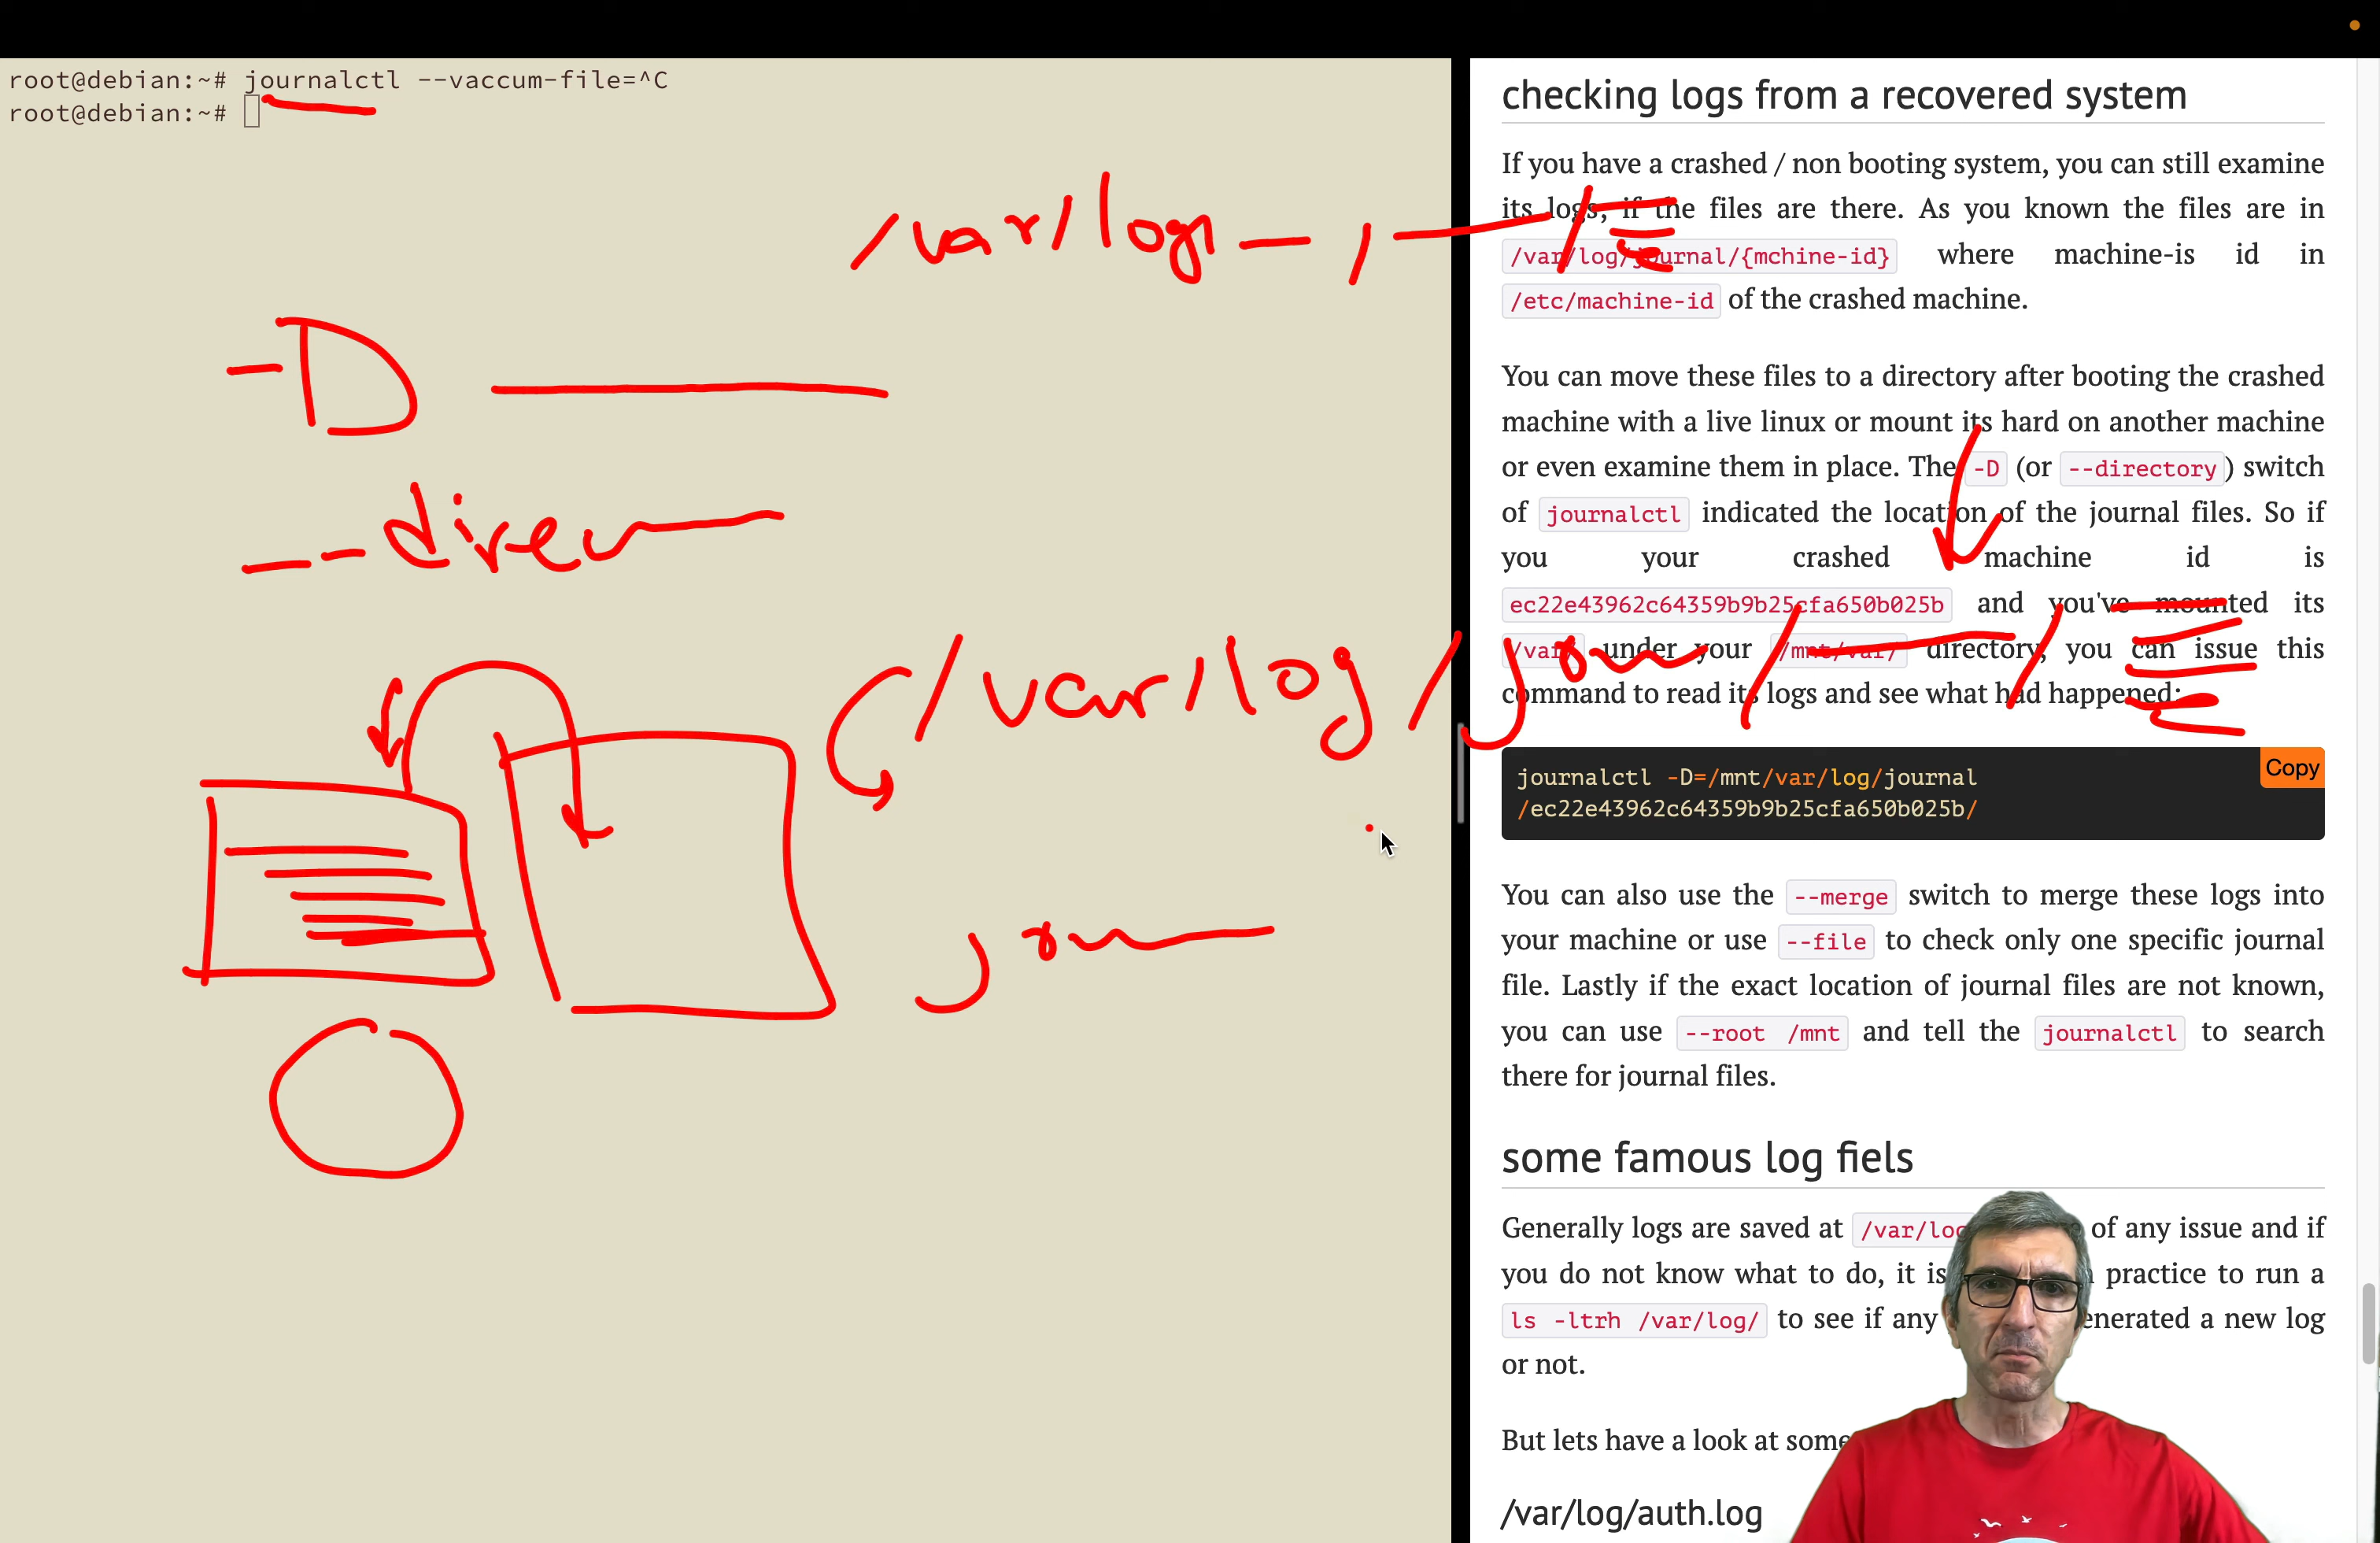 root@debian:~# journalctl --vaccum-file=^C
root@debian:~#
/var/log
-D
--direc
/var/log/jou
jou
checking logs from a recovered system
If you have a crashed / non booting system, you can still examine
its logs, if the files are there. As you known the files are in
/var/log/journal/{mchine-id} where machine-is id in
/etc/machine-id of the crashed machine.
You can move these files to a directory after booting the crashed
machine with a live linux or mount its hard on another machine
or even examine them in place. The -D (or --directory) switch
of journalctl indicated the location of the journal files. So if
you your crashed machine id is
ec22e43962c64359b9b25cfa650b025b and you've mounted its
/var/ under your /mnt/var/ directory, you can issue this
command to read its logs and see what had happened:
journalctl -D=/mnt/var/log/journal
/ec22e43962c64359b9b25cfa650b025b/
Copy
You can also use the --merge switch to merge these logs into
your machine or use --file to check only one specific journal
file. Lastly if the exact location of journal files are not known,
you can use --root /mnt and tell the journalctl to search
there for journal files.
some famous log fiels
Generally logs are saved at /var/log of any issue and if
you do not know what to do, it is practice to run a
ls -ltrh /var/log/ to see if any enerated a new log
or not.
But lets have a look at some
/var/log/auth.log